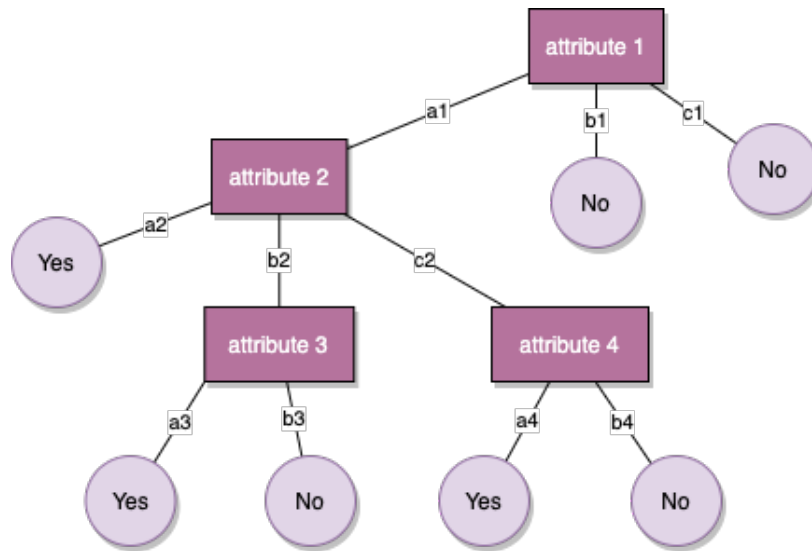 attribute 1
a1
b1
c1
No
attribute 2
No
a2
Yes
b2
c2
attribute 3
attribute 4
a3
b3
a4
b4
Yes
No
Yes
No